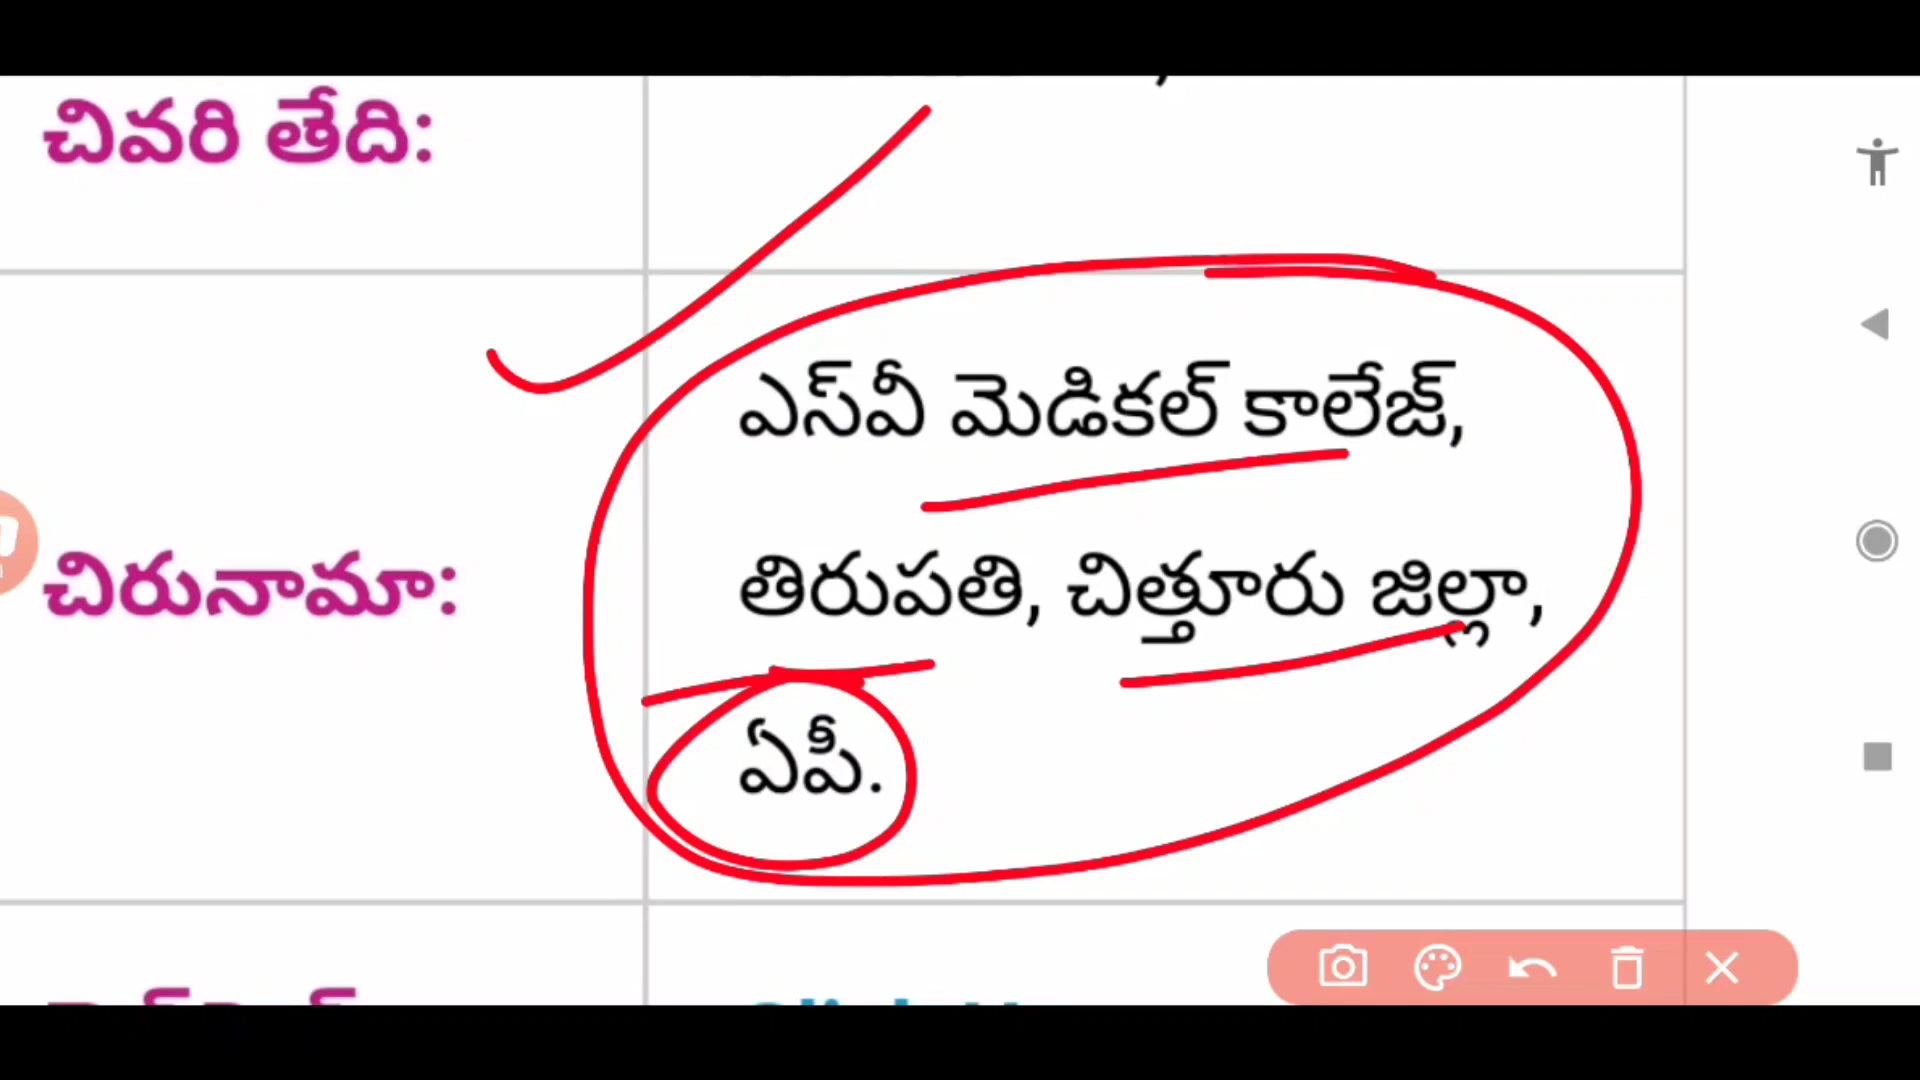 చివరి తేది:
ఎస్‌వీ మెడికల్ కాలేజ్,
చిరునామా:
తిరుపతి, చిత్తూరు జిల్లా,
ఏపీ.